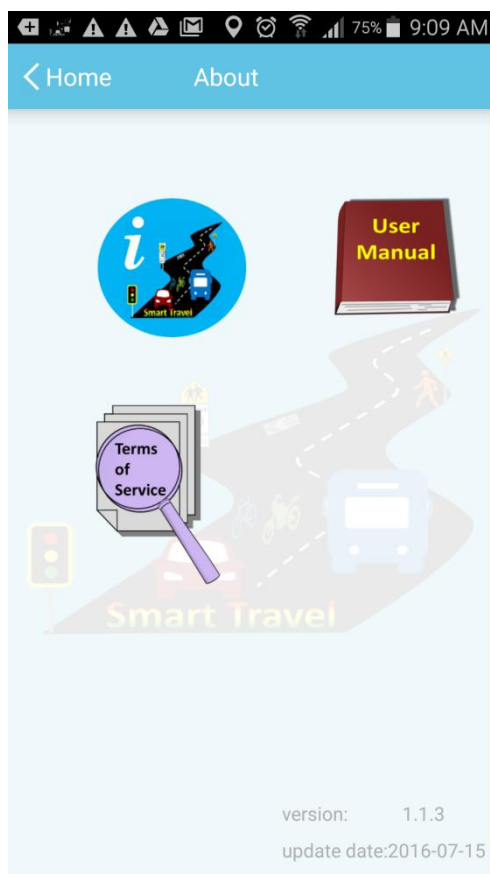 75% 9:09 AM
Home About
i
Smart Travel
User
Manual
Terms
of
Service
Smart Travel
version: 1.1.3
update date:2016-07-15